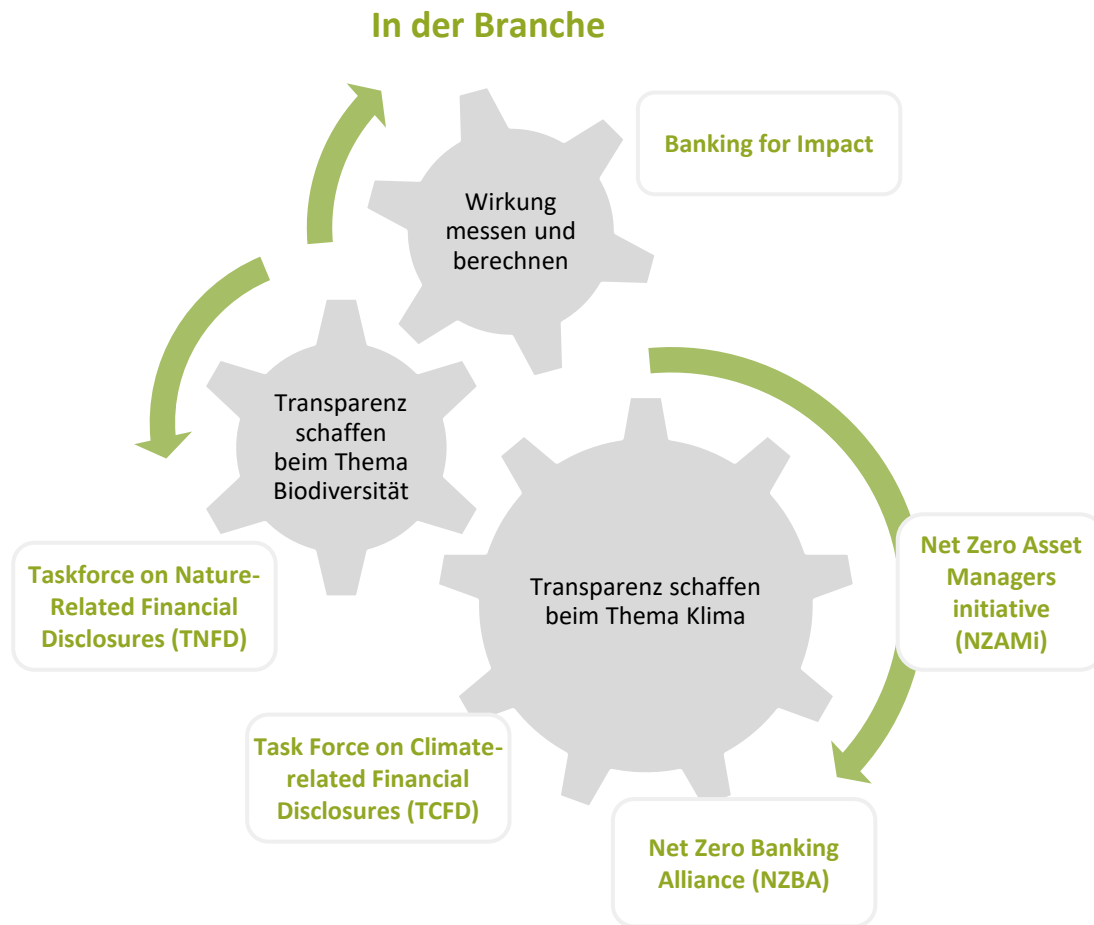 In der Branche
Banking for Impact
Wirkung
messen und
berechnen
Transparenz
schaffen
beim Thema
Biodiversität
Taskforce on Nature-
Related Financial
Disclosures (TNFD)
Transparenz schaffen
beim Thema Klima
Net Zero Asset
Managers
initiative
(NZAMi)
Task Force on Climate-
related Financial
Disclosures (TCFD)
Net Zero Banking
Alliance (NZBA)